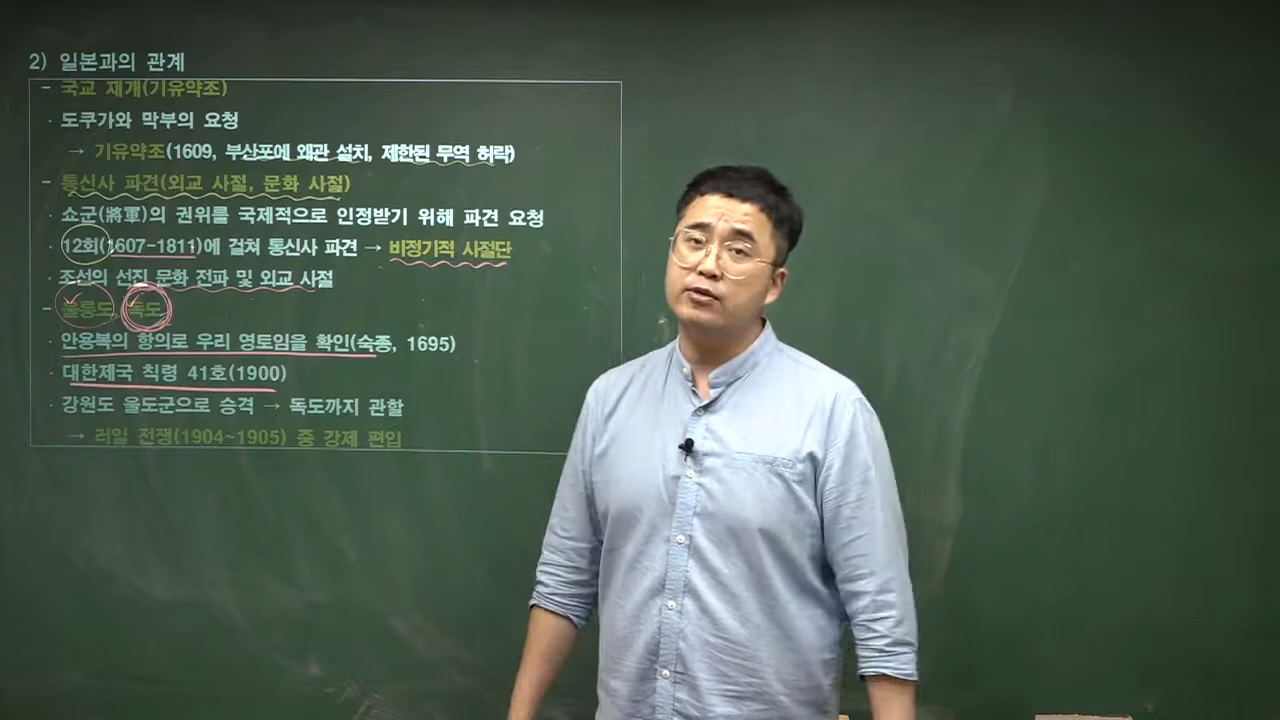 2) 일본과의 관계
- 국교 재개(기유약조)
· 도쿠가와 막부의 요청
→ 기유약조(1609, 부산포에 왜관 설치, 제한된 무역 허락)
- 통신사 파견(외교 사절, 문화 사절)
· 쇼군(將軍)의 권위를 국제적으로 인정받기 위해 파견 요청
· 12회(1607-1811)에 걸쳐 통신사 파견 → 비정기적 사절단
· 조선의 선진 문화 전파 및 외교 사절
- 울릉도, 독도
· 안용복의 항의로 우리 영토임을 확인(숙종, 1695)
· 대한제국 칙령 41호(1900)
· 강원도 울도군으로 승격 → 독도까지 관할
→ 러일 전쟁(1904~1905) 중 강제 편입